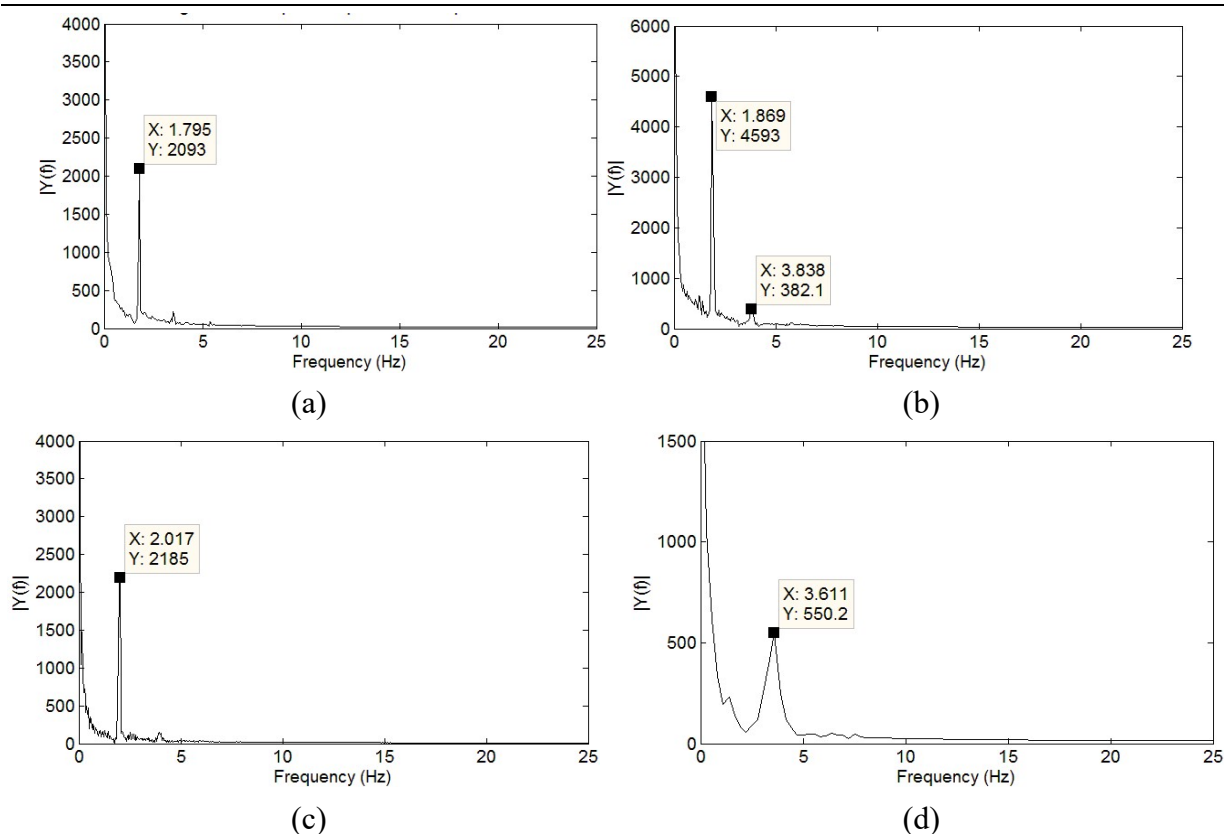 4000
3500
3000
2500
2000
1500
1000
500
0
|Y(f)|
X: 1.795
Y: 2093
0 5 10 15 20 25
Frequency (Hz)
(a)
6000
5000
4000
3000
2000
1000
0
|Y(f)|
X: 1.869
Y: 4593
X: 3.838
Y: 382.1
0 5 10 15 20 25
Frequency (Hz)
(b)
4000
3500
3000
2500
2000
1500
1000
500
0
|Y(f)|
X: 2.017
Y: 2185
0 5 10 15 20 25
Frequency (Hz)
(c)
1500
1000
500
0
|Y(f)|
X: 3.611
Y: 550.2
0 5 10 15 20 25
Frequency (Hz)
(d)